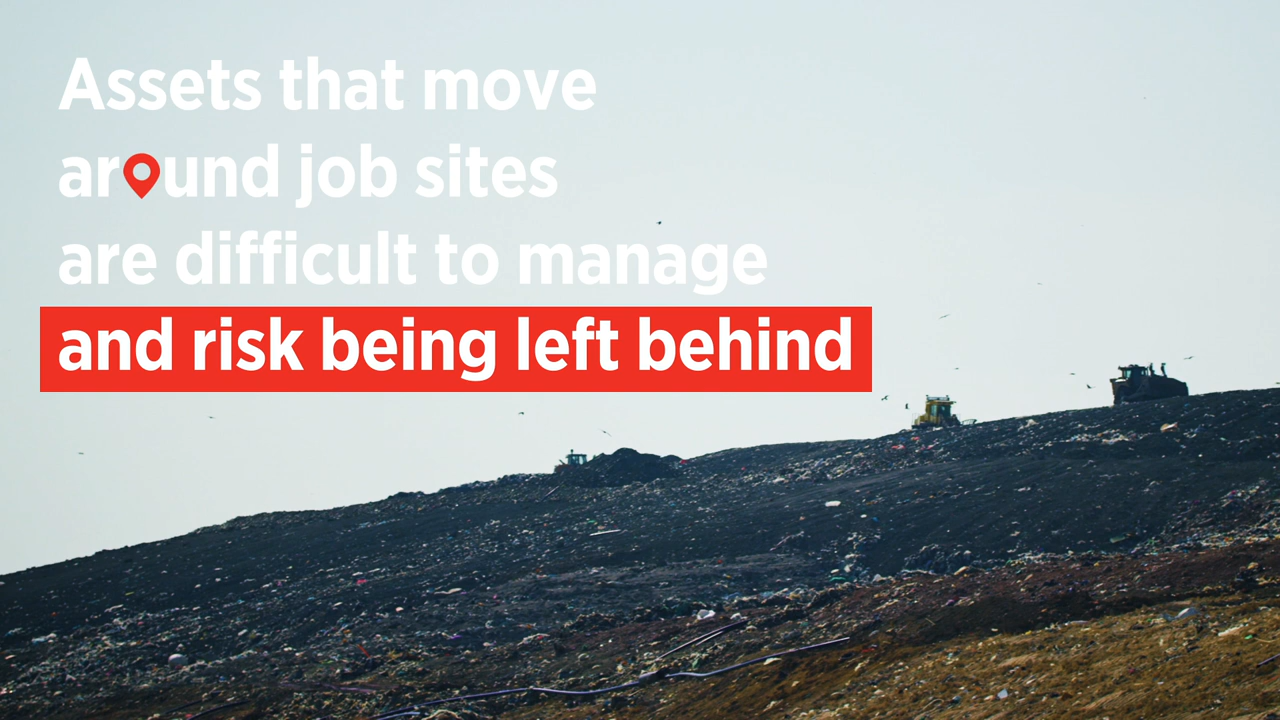 Assets that move
around job sites
are difficult to manage
and risk being left behind